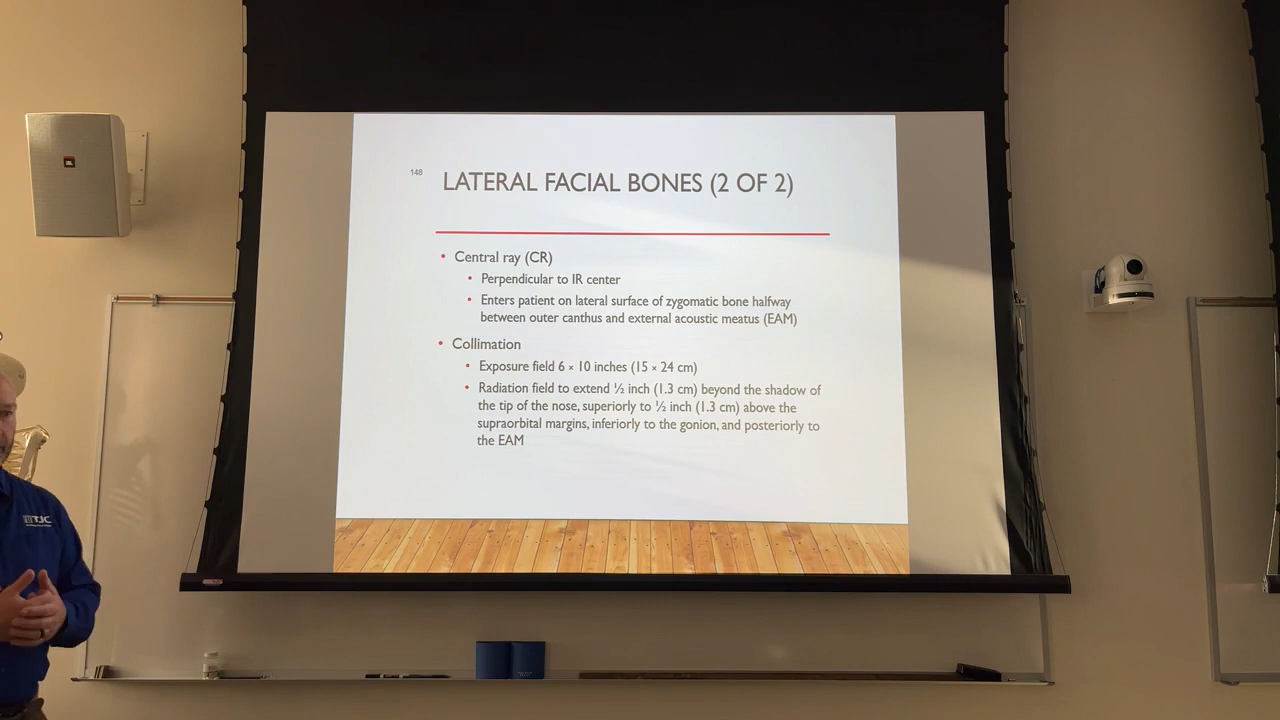 148
LATERAL FACIAL BONES (2 OF 2)
• Central ray (CR)
• Perpendicular to IR center
• Enters patient on lateral surface of zygomatic bone halfway
between outer canthus and external acoustic meatus (EAM)
• Collimation
• Exposure field 6 × 10 inches (15 × 24 cm)
• Radiation field to extend ½ inch (1.3 cm) beyond the shadow of
the tip of the nose, superiorly to ½ inch (1.3 cm) above the
supraorbital margins, inferiorly to the gonion, and posteriorly to
the EAM
JBL
TJC